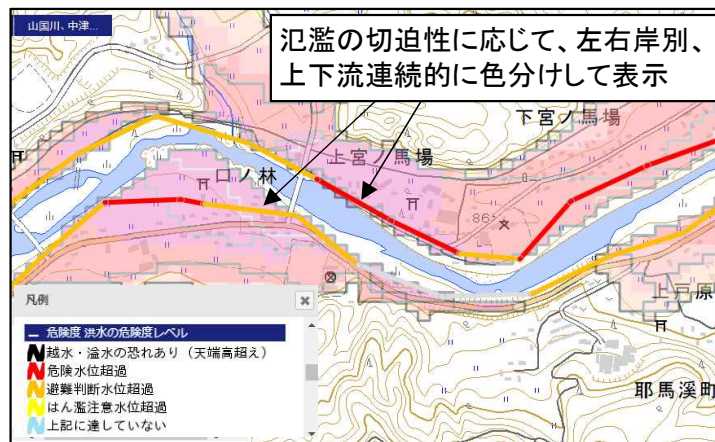 山国川、中津...
氾濫の切迫性に応じて、左右岸別、
上下流連続的に色分けして表示
下宮ノ馬場
上宮ノ馬場
口ノ林
86
上戸原
耶馬溪町
凡例
危険度 洪水の危険度レベル
越水・溢水の恐れあり（天端高超え）
危険水位超過
避難判断水位超過
はん濫注意水位超過
上記に達していない